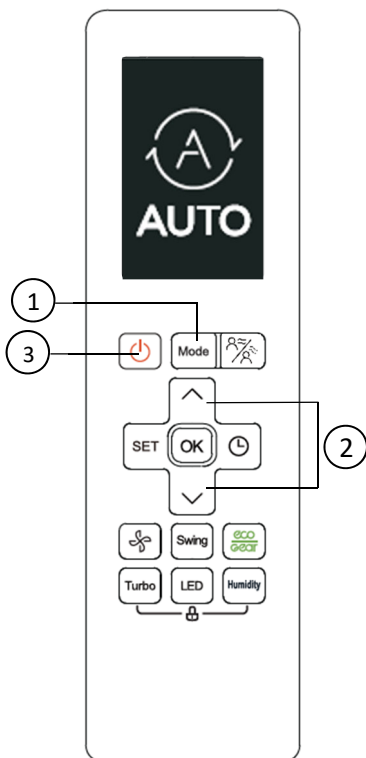 A
AUTO
1
3
Mode
SET
OK
2
Swing
eco
gear
Turbo
LED
Humidity